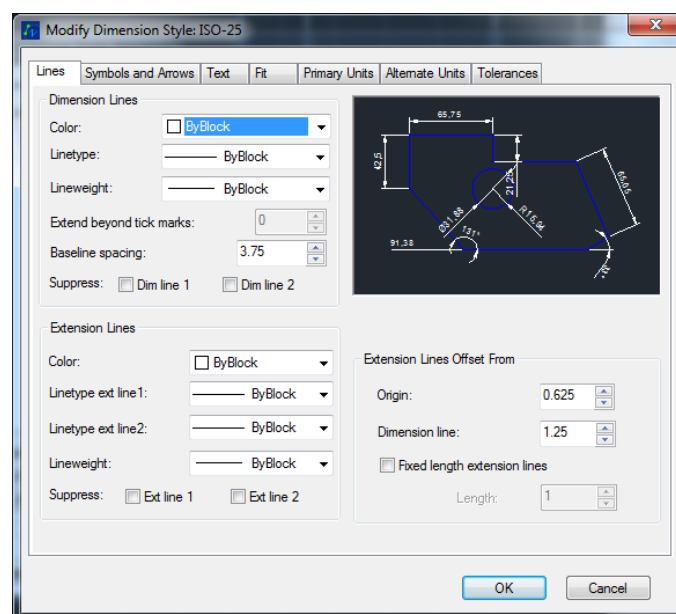 Modify Dimension Style: ISO-25
Lines Symbols and Arrows Text Fit Primary Units Alternate Units Tolerances
Dimension Lines
Color: ByBlock
Linetype: ByBlock
Lineweight: ByBlock
Extend beyond tick marks: 0
Baseline spacing: 3.75
Suppress: Dim line 1 Dim line 2
65,75
42,5
21,25
65,05
Ø31,88
R15,94
131°
91,38
Extension Lines
Color: ByBlock
Linetype ext line1: ByBlock
Linetype ext line2: ByBlock
Lineweight: ByBlock
Suppress: Ext line 1 Ext line 2
Extension Lines Offset From
Origin: 0.625
Dimension line: 1.25
Fixed length extension lines
Length: 1
OK Cancel